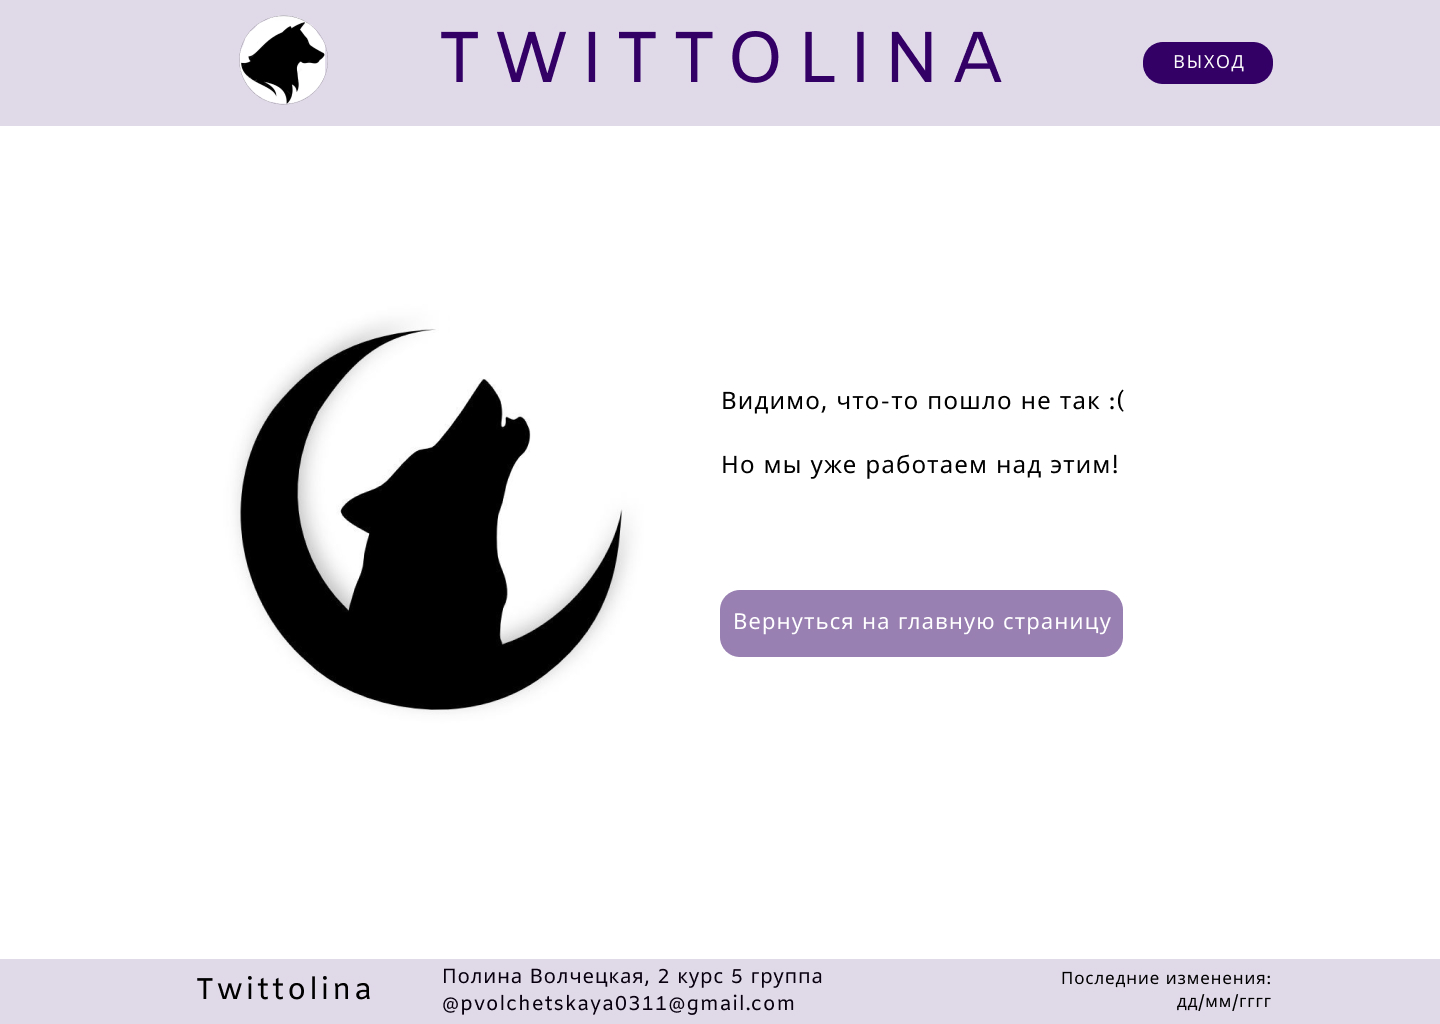 TWITTOLINA
ВЫХОД
Видимо, что-то пошло не так :(
Но мы уже работаем над этим!
Вернуться на главную страницу
Twittolina
Полина Волчецкая, 2 курс 5 группа
@pvolchetskaya0311@gmail.com
Последние изменения:
дд/мм/гггг